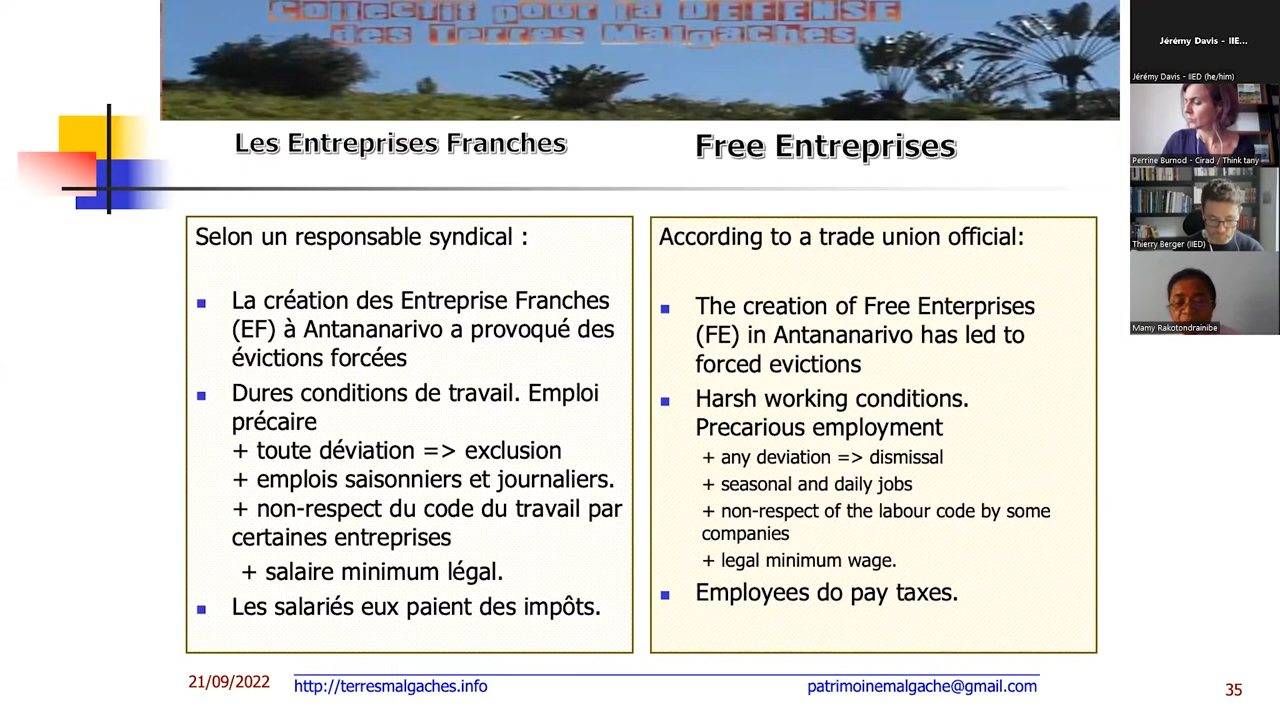 Collectif pour la DEFENSE
des Terres Malgaches
Les Entreprises Franches
Free Entreprises
Selon un responsable syndical :
La création des Entreprise Franches
(EF) à Antananarivo a provoqué des
évictions forcées
Dures conditions de travail. Emploi
précaire
+ toute déviation => exclusion
+ emplois saisonniers et journaliers.
+ non-respect du code du travail par
certaines entreprises
+ salaire minimum légal.
Les salariés eux paient des impôts.
According to a trade union official:
The creation of Free Enterprises
(FE) in Antananarivo has led to
forced evictions
Harsh working conditions.
Precarious employment
+ any deviation => dismissal
+ seasonal and daily jobs
+ non-respect of the labour code by some
companies
+ legal minimum wage.
Employees do pay taxes.
21/09/2022
http://terresmalgaches.info
patrimoinemalgache@gmail.com
35
Jérémy Davis - IIE...
Jérémy Davis - IIED (he/him)
Perrine Burnod - Cirad / Think tany
Thierry Berger (IIED)
Mamy Rakotondrainibe